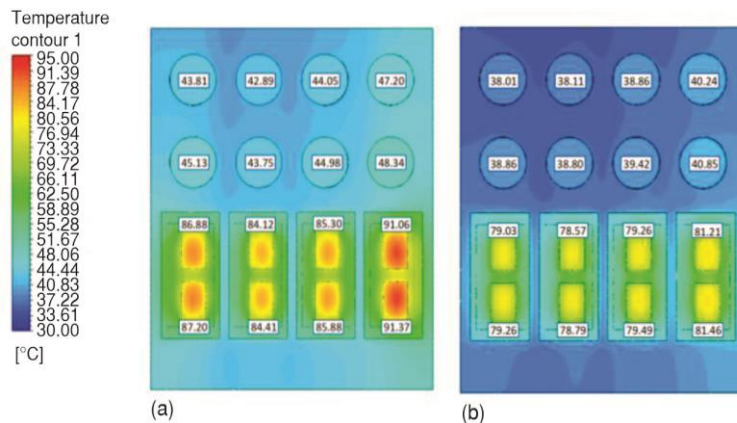 Temperature
contour 1
95.00
91.39
87.78
84.17
80.56
76.94
73.33
69.72
66.11
62.50
58.89
55.28
51.67
48.06
44.44
40.83
37.22
33.61
30.00
[°C]
43.81 42.89 44.05 47.20
45.13 43.75 44.98 48.34
86.88 84.12 85.30 91.06
87.20 84.41 85.88 91.37
(a)
38.01 38.11 38.86 40.24
38.86 38.80 39.42 40.85
79.03 78.57 79.26 81.21
79.26 78.79 79.49 81.46
(b)